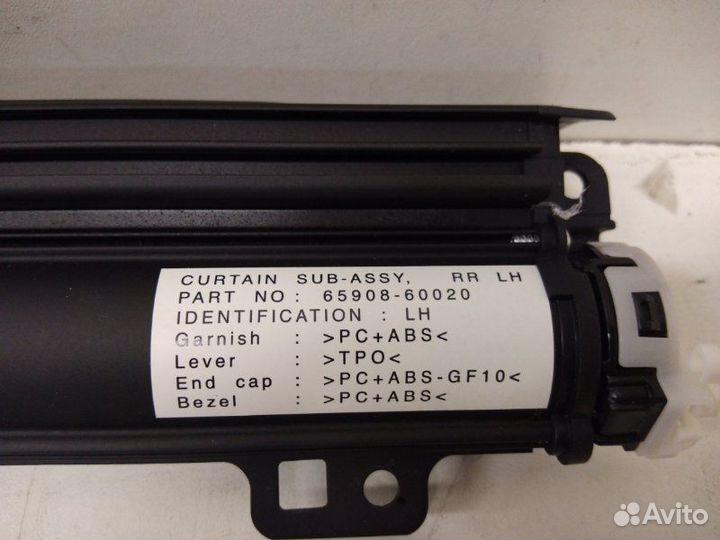 CURTAIN SUB-ASSY, RR LH
PART NO: 65908-60020
IDENTIFICATION : LH
Garnish : >PC+ABS<
Lever : >TPO<
End cap : >PC+ABS-GF10<
Bezel : >PC+ABS<
Avito